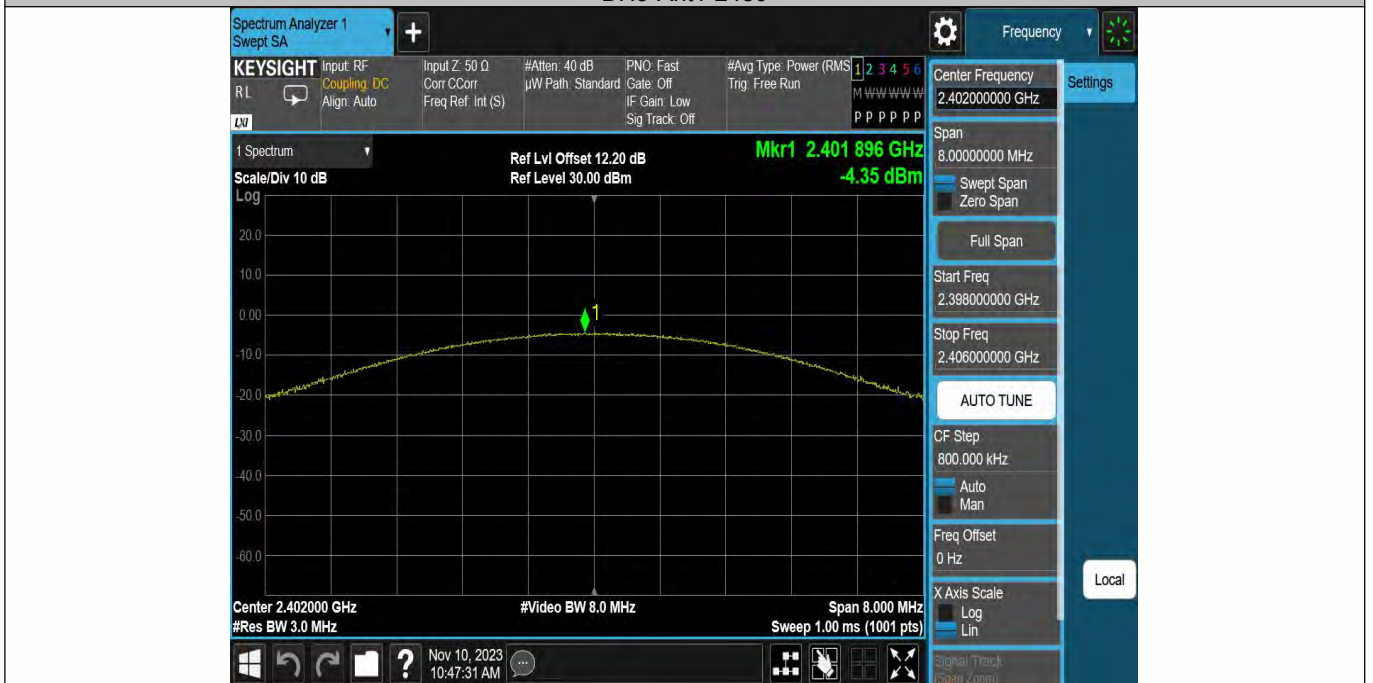 Spectrum Analyzer 1
Swept SA
+
Frequency
KEYSIGHT
RL
LXI
Input: RF
Coupling: DC
Align: Auto
Input Z: 50 Ω
Corr CCorr
Freq Ref: Int (S)
#Atten: 40 dB
µW Path: Standard
PNO: Fast
Gate: Off
IF Gain: Low
Sig Track: Off
#Avg Type: Power (RMS
Trig: Free Run
1 2 3 4 5 6
M W W W W W
P P P P P P
Center Frequency
2.402000000 GHz
Settings
Span
8.00000000 MHz
Swept Span
Zero Span
Full Span
Start Freq
2.398000000 GHz
Stop Freq
2.406000000 GHz
AUTO TUNE
CF Step
800.000 kHz
Auto
Man
Freq Offset
0 Hz
X Axis Scale
Log
Lin
Signal Track
(Span Zoom)
Local
1 Spectrum
Scale/Div 10 dB
Ref Lvl Offset 12.20 dB
Ref Level 30.00 dBm
Mkr1 2.401 896 GHz
-4.35 dBm
Log
20.0
10.0
0.00
-10.0
-20.0
-30.0
-40.0
-50.0
-60.0
1
Center 2.402000 GHz
#Res BW 3.0 MHz
#Video BW 8.0 MHz
Span 8.000 MHz
Sweep 1.00 ms (1001 pts)
?
Nov 10, 2023
10:47:31 AM